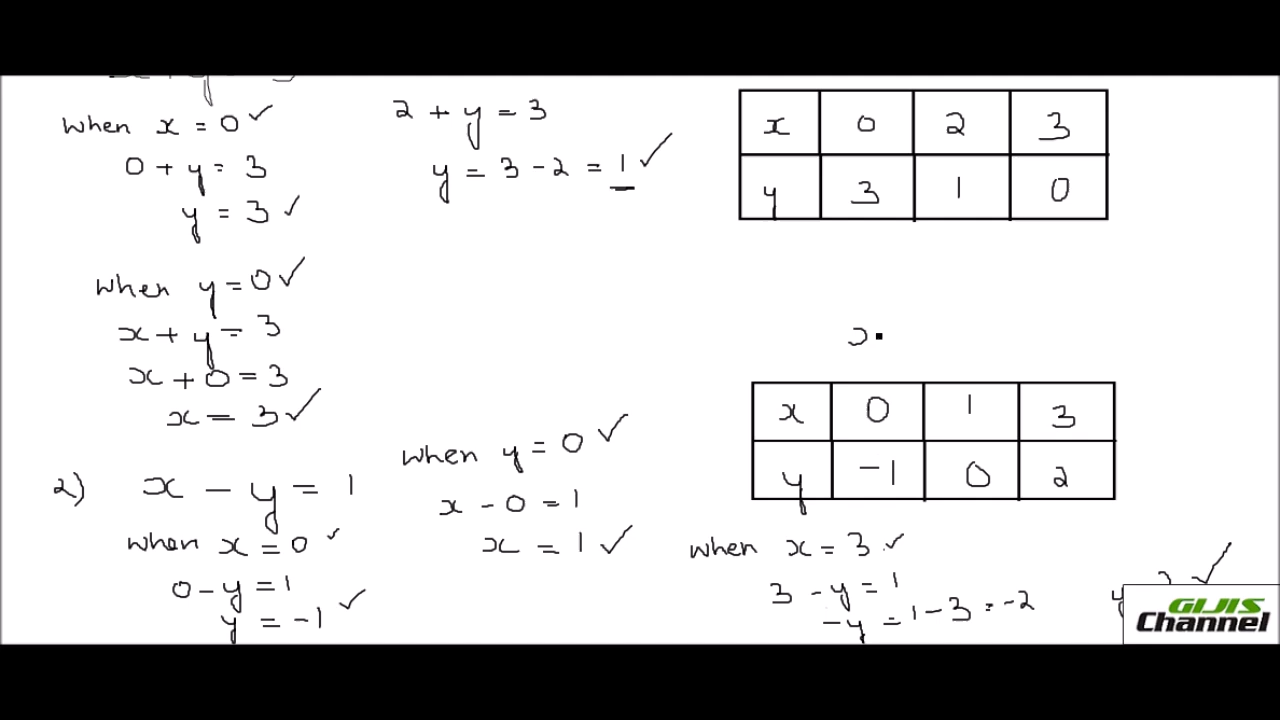 x + y = 3
when x = 0 ✓
0 + y = 3
y = 3 ✓
when y = 0 ✓
x + y = 3
x + 0 = 3
x = 3 ✓
2 + y = 3
y = 3 - 2 = 1 ✓
x 0 2 3
y 3 1 0
2) x - y = 1
when x = 0 ✓
0 - y = 1
y = -1 ✓
when y = 0 ✓
x - 0 = 1
x = 1 ✓
x 0 1 3
y -1 0 2
when x = 3 ✓
3 - y = 1
-y = 1 - 3 = -2
y ✓
GIJIS
Channel